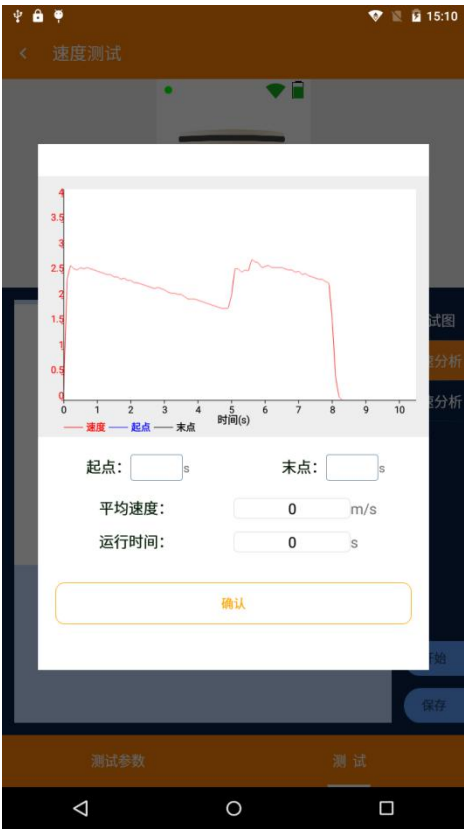 15:10
速度测试
4
3.5
3
2.5
2
1.5
1
0.5
0
0 1 2 3 4 5 6 7 8 9 10
时间(s)
速度 起点 末点
试图
分析
分析
起点: s 末点: s
平均速度: 0 m/s
运行时间: 0 s
确认
开始
保存
测试参数 测 试